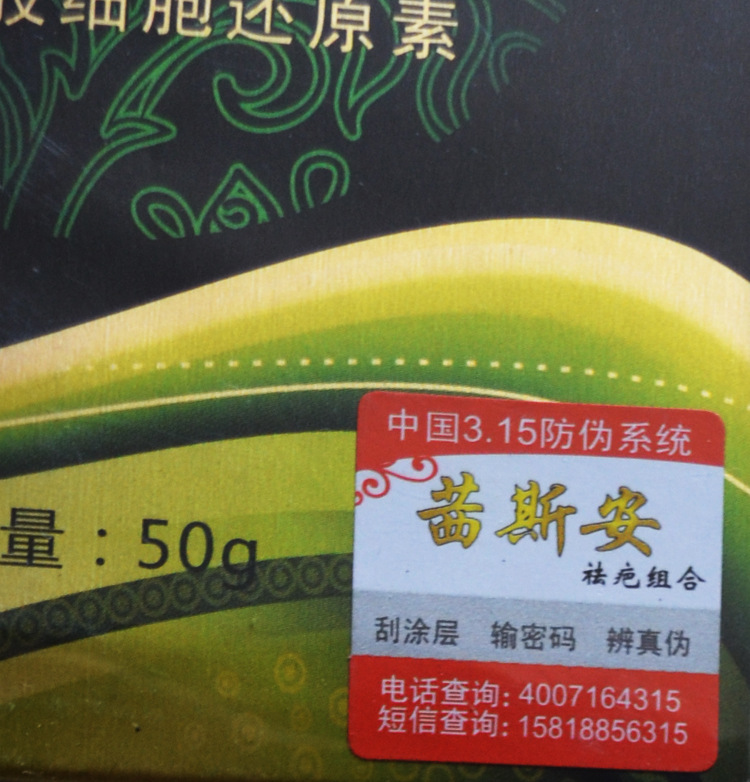 胶细胞还原素
量：50g
中国3.15防伪系统
茜斯安
祛疤组合
刮涂层 输密码 辨真伪
电话查询: 4007164315
短信查询: 15818856315